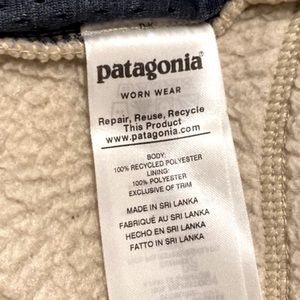 patagonia®
WORN WEAR
Repair, Reuse, Recycle
This Product
www.patagonia.com
BODY:
100% RECYCLED POLYESTER
LINING:
100% POLYESTER
EXCLUSIVE OF TRIM
MADE IN SRI LANKA
FABRIQUÉ AU SRI LANKA
HECHO EN SRI LANKA
FATTO IN SRI LANKA